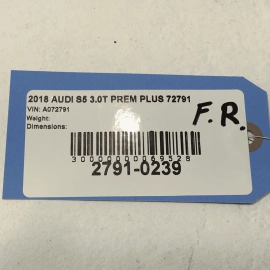 2018 AUDI S5 3.0T PREM PLUS 72791
VIN: A072791
Weight:
Dimensions:
F.R.
3000000069528
2791-0239